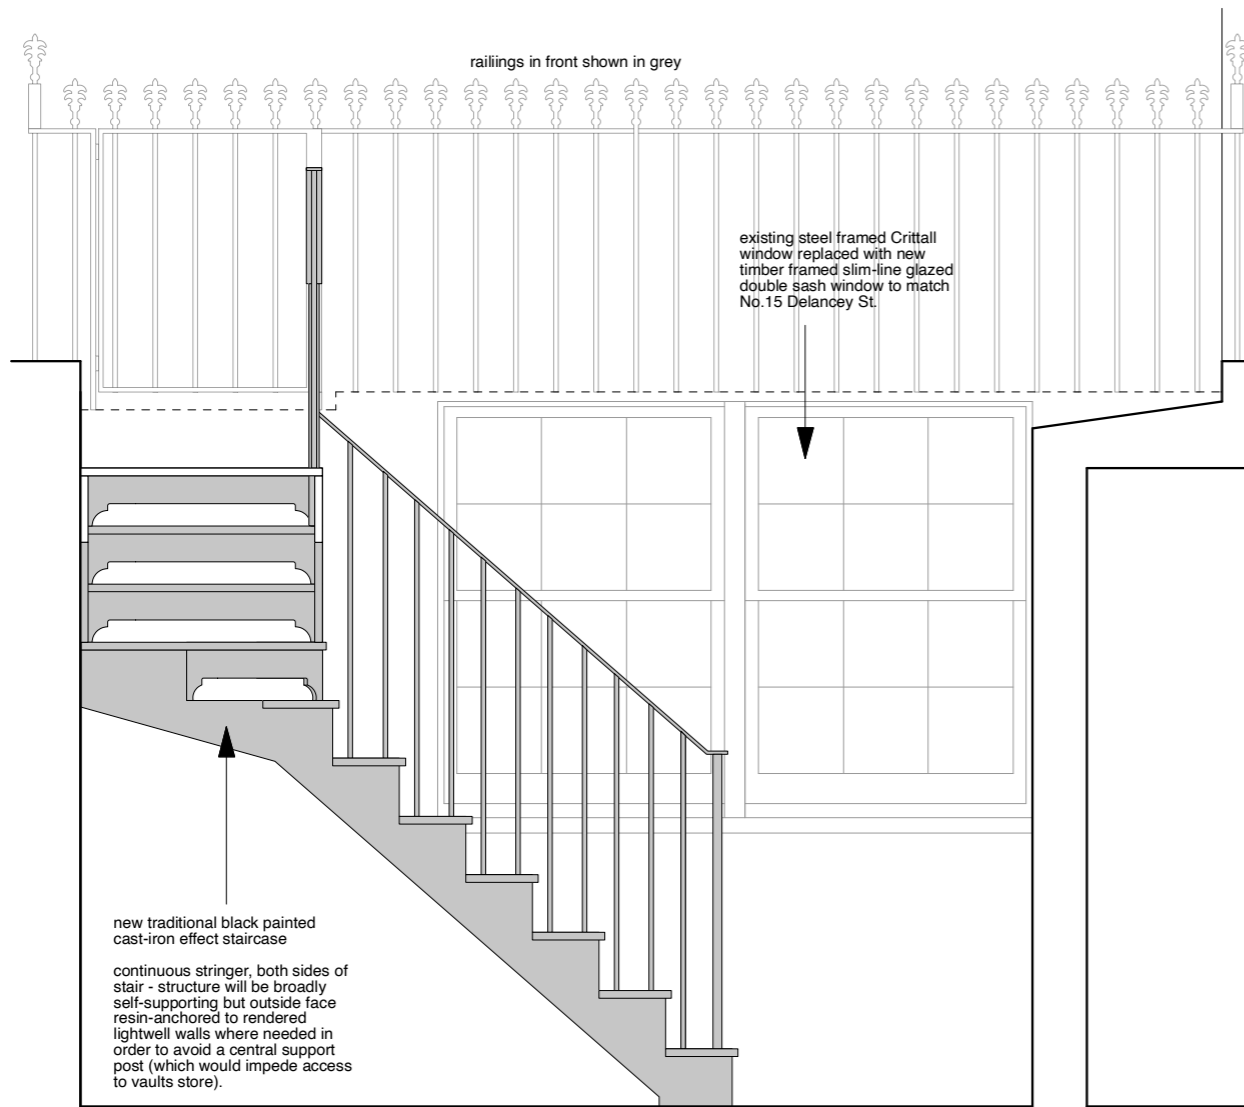 railiings in front shown in grey
existing steel framed Crittall
window replaced with new
timber framed slim-line glazed
double sash window to match
No.15 Delancey St.
new traditional black painted
cast-iron effect staircase
continuous stringer, both sides of
stair - structure will be broadly
self-supporting but outside face
resin-anchored to rendered
lightwell walls where needed in
order to avoid a central support
post (which would impede access
to vaults store).